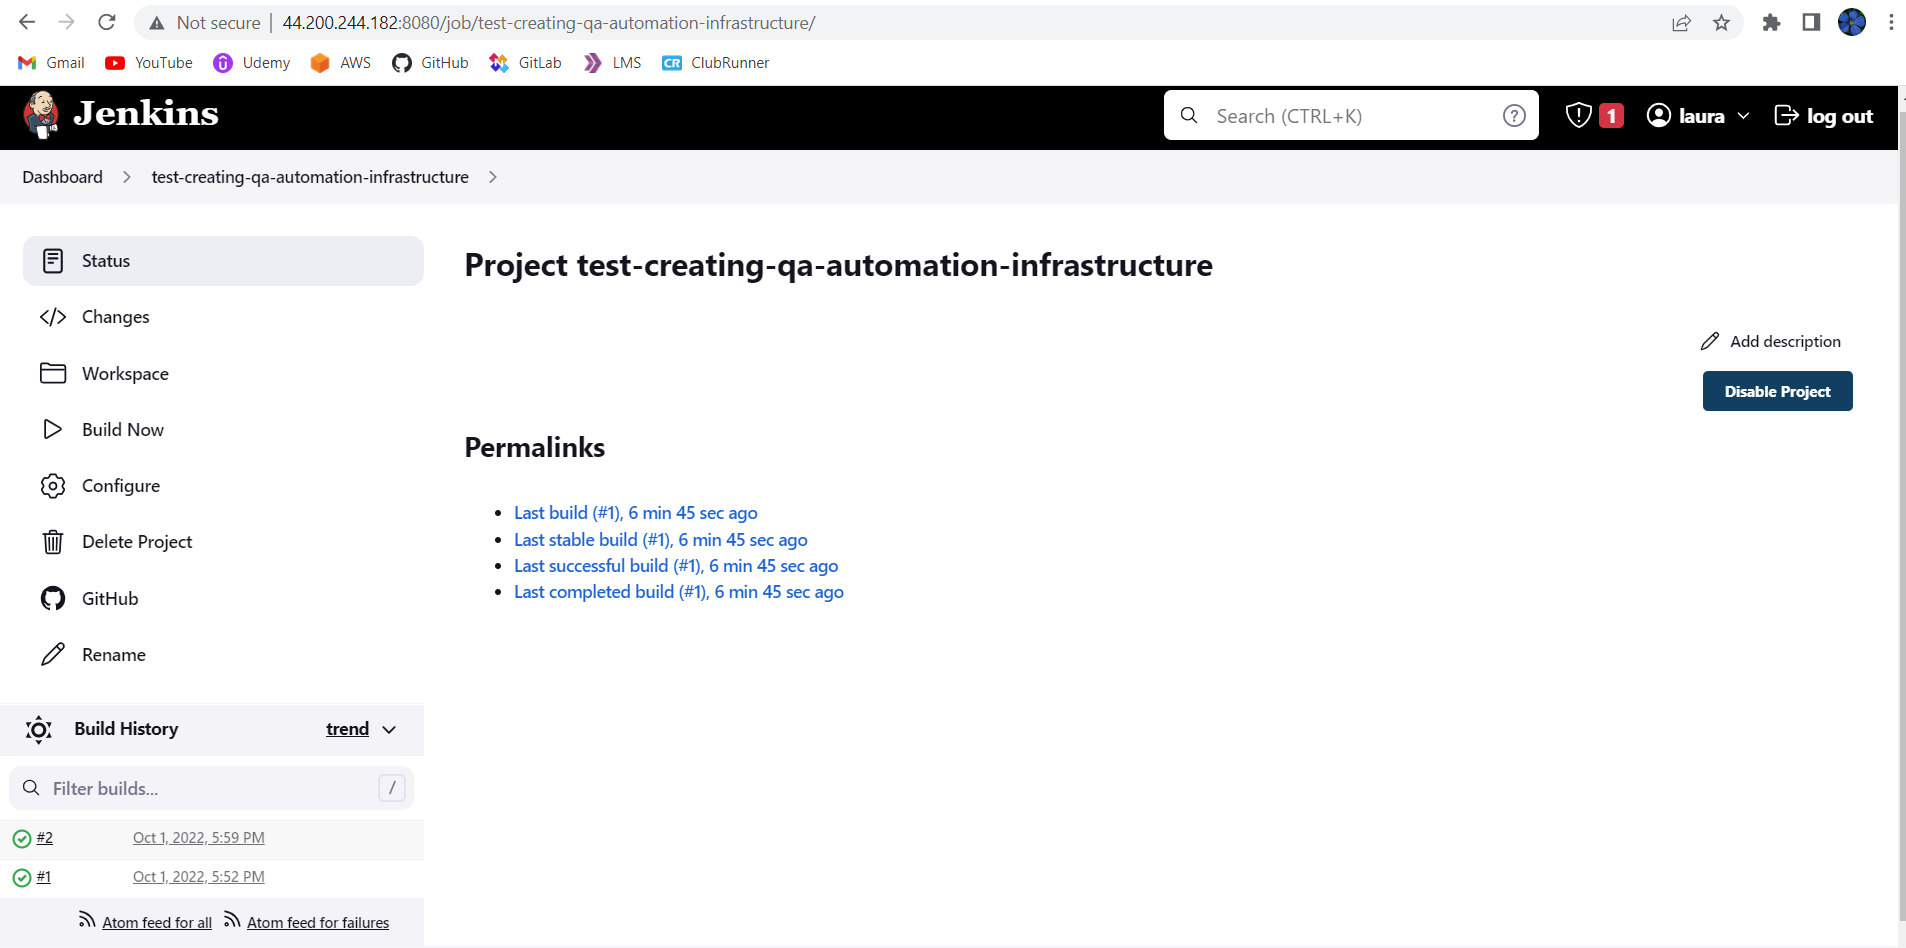 Not secure | 44.200.244.182:8080/job/test-creating-qa-automation-infrastructure/
Gmail YouTube Udemy AWS GitHub GitLab LMS CR ClubRunner
Jenkins Search (CTRL+K) ? 1 laura log out
Dashboard > test-creating-qa-automation-infrastructure >
Status
Changes
Workspace
Build Now
Configure
Delete Project
GitHub
Rename
Build History trend
Filter builds... /
#2 Oct 1, 2022, 5:59 PM
#1 Oct 1, 2022, 5:52 PM
Atom feed for all Atom feed for failures
Project test-creating-qa-automation-infrastructure
Add description
Disable Project
Permalinks
• Last build (#1), 6 min 45 sec ago
• Last stable build (#1), 6 min 45 sec ago
• Last successful build (#1), 6 min 45 sec ago
• Last completed build (#1), 6 min 45 sec ago